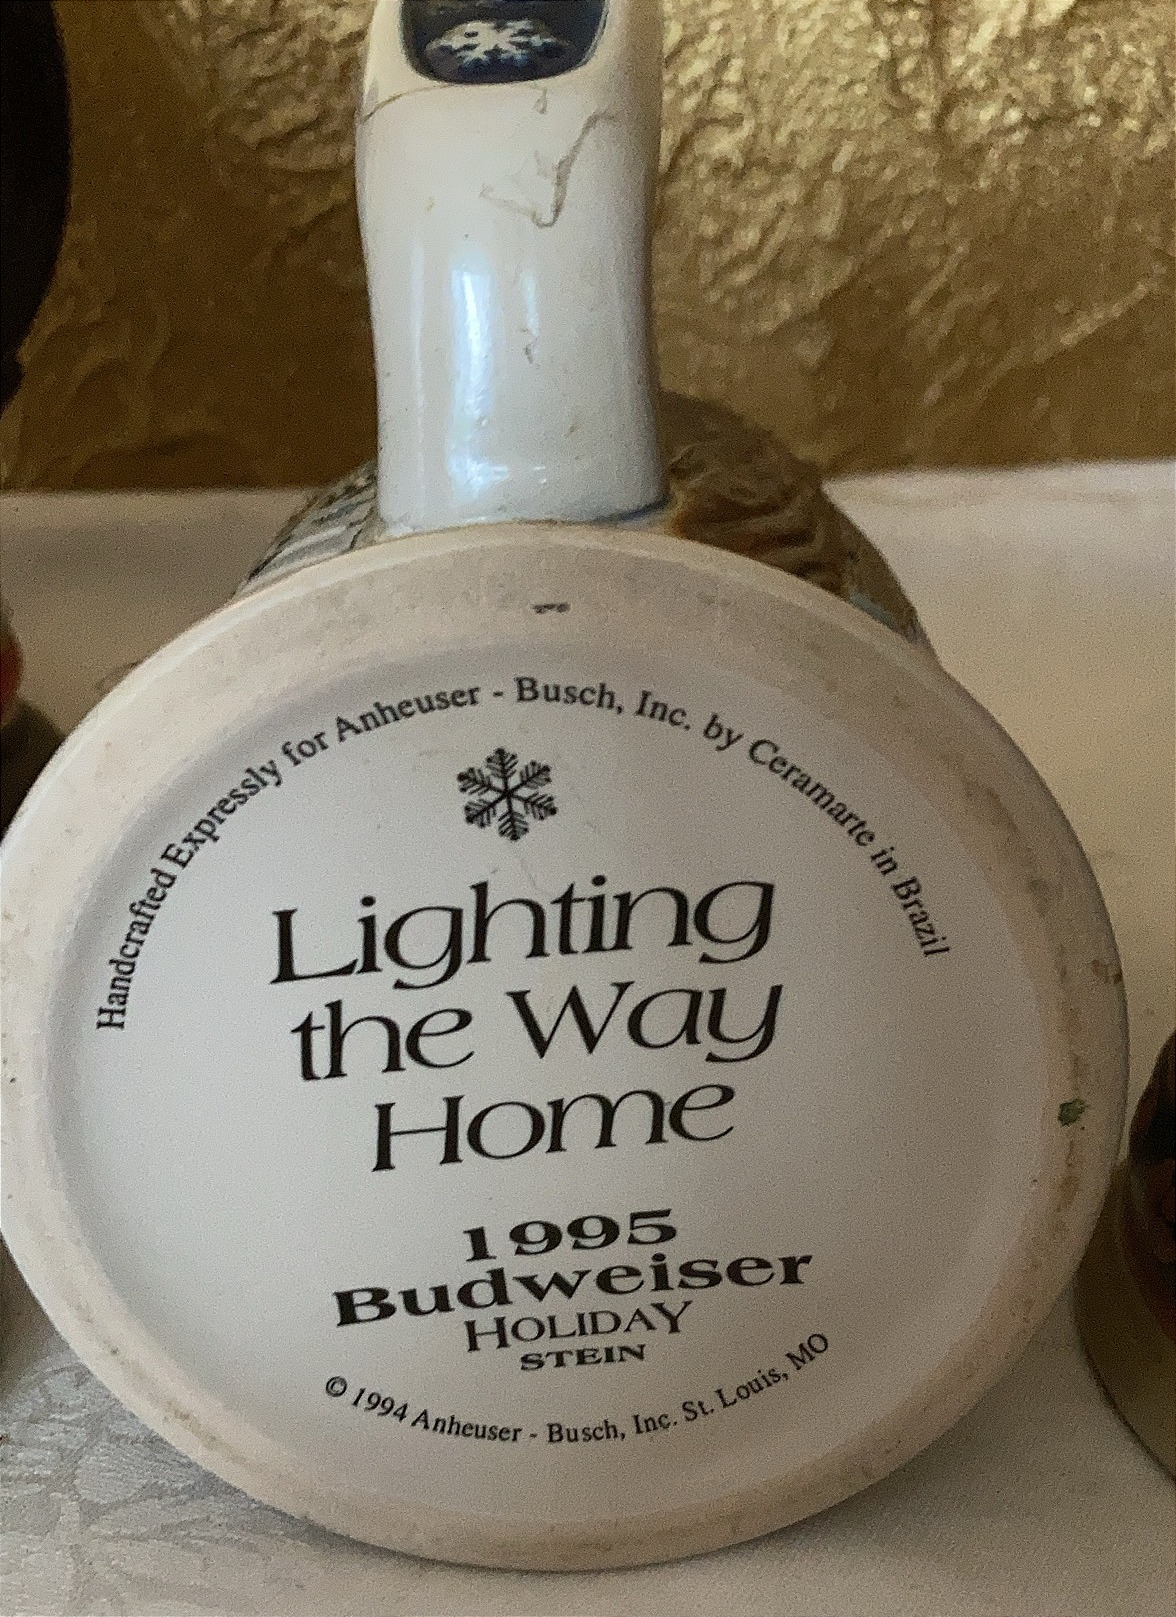 Handcrafted Expressly for Anheuser - Busch, Inc. by Ceramarte in Brazil
Lighting
the Way
Home
1995
Budweiser
HOLIDAY
STEIN
© 1994 Anheuser - Busch, Inc. St. Louis, MO